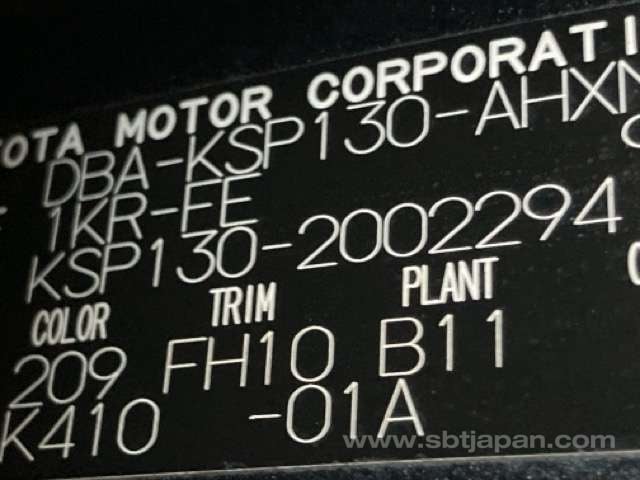 OTA MOTOR CORPORATI
DBA-KSP130-AHXN
1KR-FE
KSP130-2002294
COLOR TRIM PLANT
209 FH10 B11
K410 -01A
www.sbtjapan.com